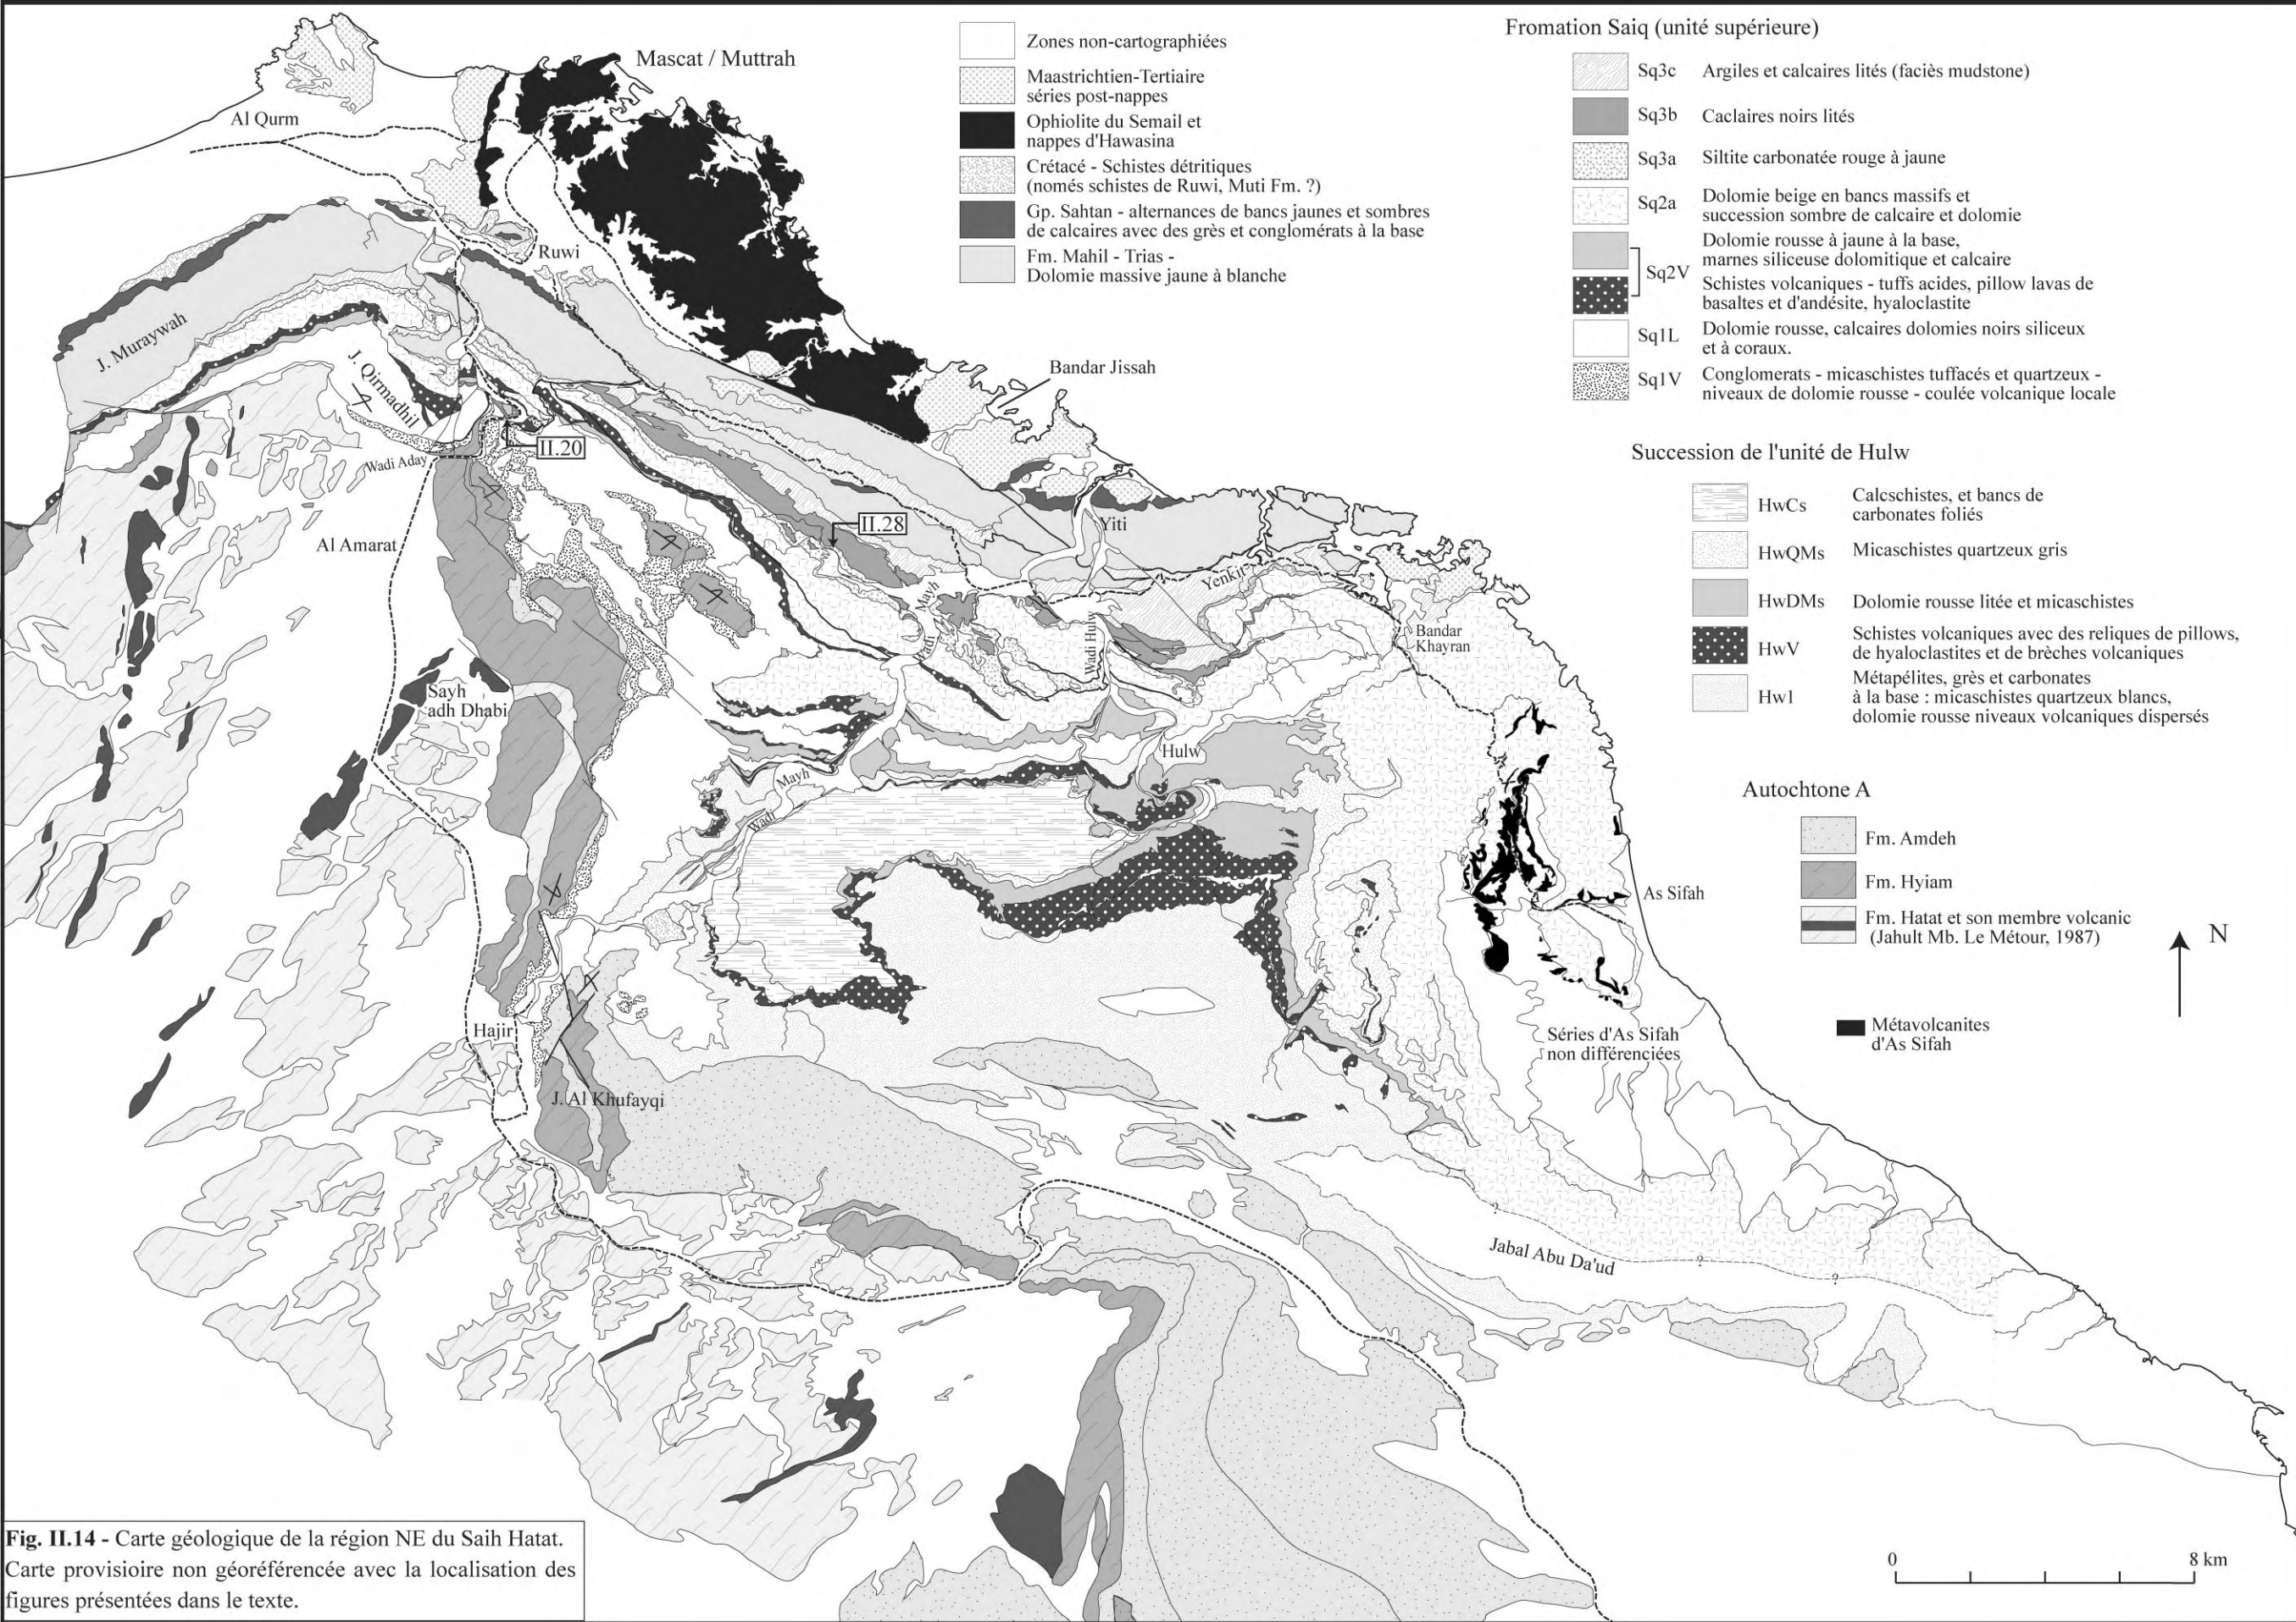 Mascat / Muttrah
Al Qurm
Ruwi
J. Muraywah
J. Qirmadhil
Bandar Jissah
II.20
Wadi Aday
II.28
Al Amarat
Yiti
Yenkit
Mayh
Wadi
Wadi Hulw
Bandar
Khayran
Sayh
adh Dhabi
Hulw
Mayh
Wadi
As Sifah
Hajir
Séries d'As Sifah
non différenciées
J. Al Khufayqi
?
Jabal Abu Da'ud
?
?
Zones non-cartographiées
Maastrichtien-Tertiaire
séries post-nappes
Ophiolite du Semail et
nappes d'Hawasina
Crétacé - Schistes détritiques
(només schistes de Ruwi, Muti Fm. ?)
Gp. Sahtan - alternances de bancs jaunes et sombres
de calcaires avec des grès et conglomérats à la base
Fm. Mahil - Trias -
Dolomie massive jaune à blanche
Fromation Saiq (unité supérieure)
Sq3c Argiles et calcaires lités (faciès mudstone)
Sq3b Caclaires noirs lités
Sq3a Siltite carbonatée rouge à jaune
Sq2a Dolomie beige en bancs massifs et
succession sombre de calcaire et dolomie
Dolomie rousse à jaune à la base,
marnes siliceuse dolomitique et calcaire
Sq2V
Schistes volcaniques - tuffs acides, pillow lavas de
basaltes et d'andésite, hyaloclastite
Sq1L Dolomie rousse, calcaires dolomies noirs siliceux
et à coraux.
Sq1V Conglomerats - micaschistes tuffacés et quartzeux -
niveaux de dolomie rousse - coulée volcanique locale
Succession de l'unité de Hulw
HwCs Calcschistes, et bancs de
carbonates foliés
HwQMs Micaschistes quartzeux gris
HwDMs Dolomie rousse litée et micaschistes
HwV Schistes volcaniques avec des reliques de pillows,
de hyaloclastites et de brèches volcaniques
Hw1 Métapélites, grès et carbonates
à la base : micaschistes quartzeux blancs,
dolomie rousse niveaux volcaniques dispersés
Autochtone A
Fm. Amdeh
Fm. Hyiam
Fm. Hatat et son membre volcanic
(Jahult Mb. Le Métour, 1987)
N
Métavolcanites
d'As Sifah
0 8 km
Fig. II.14 - Carte géologique de la région NE du Saih Hatat.
Carte provisioire non géoréférencée avec la localisation des
figures présentées dans le texte.